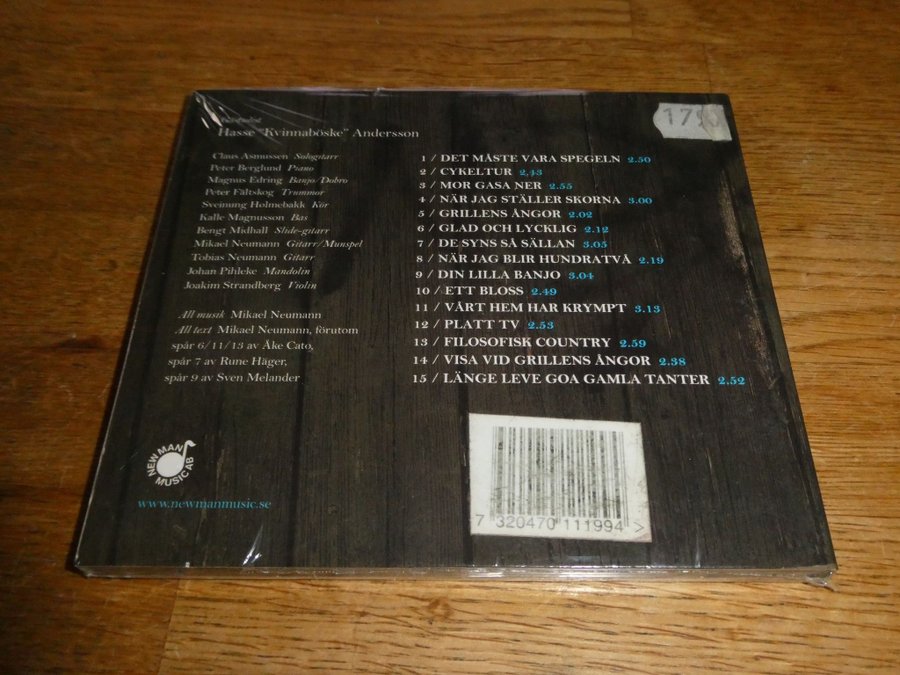 Hasse "Kvinnaböske" Andersson
Claus Asmussen Sologitarr
Peter Berglund Piano
Magnus Edring Banjo/Dobro
Peter Fältskog Trummor
Sveinung Holmebakk Kör
Kalle Magnusson Bas
Bengt Midhall Slide-gitarr
Mikael Neumann Gitarr/Munspel
Tobias Neumann Gitarr
Johan Pihleke Mandolin
Joakim Strandberg Violin
All musik Mikael Neumann
All text Mikael Neumann, förutom
spår 6/11/13 av Åke Cato,
spår 7 av Rune Häger,
spår 9 av Sven Melander
NEW MAN
MUSIC AB
www.newmanmusic.se
1 / DET MÅSTE VARA SPEGELN 2.50
2 / CYKELTUR 2,43
3 / MOR GASA NER 2.55
4 / NÄR JAG STÄLLER SKORNA 3.00
5 / GRILLENS ÅNGOR 2.02
6 / GLAD OCH LYCKLIG 2.12
7 / DE SYNS SÅ SÄLLAN 3.05
8 / NÄR JAG BLIR HUNDRATVÅ 2.19
9 / DIN LILLA BANJO 3.04
10 / ETT BLOSS 2.49
11 / VÅRT HEM HAR KRYMPT 3.13
12 / PLATT TV 2.53
13 / FILOSOFISK COUNTRY 2.59
14 / VISA VID GRILLENS ÅNGOR 2.38
15 / LÄNGE LEVE GOA GAMLA TANTER 2.52
7 320470 111994 >